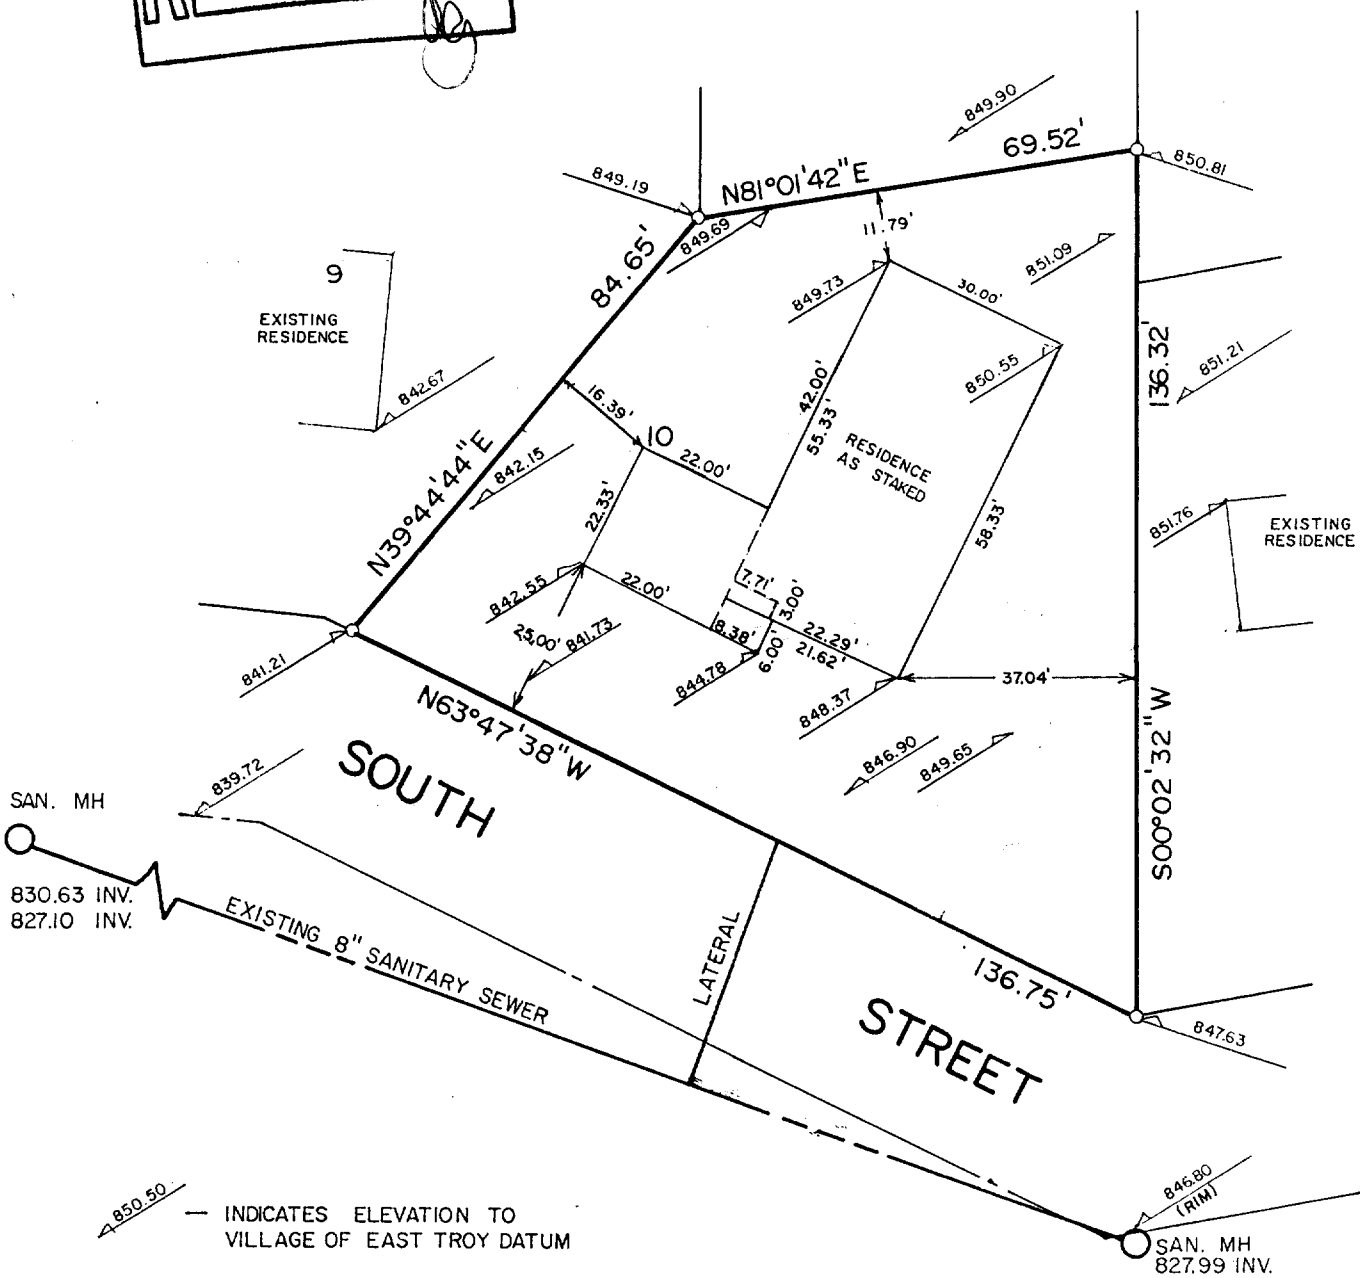 849.90
69.52'
N81°01'42"E
850.81
849.19
849.69
11.79'
84.65'
9
851.09
849.73
30.00'
EXISTING
RESIDENCE
136.32'
851.21
850.55
842.67
42.00'
55.33'
16.39'
10
22.00'
RESIDENCE
AS STAKED
N39°44'44"E
842.15
22.33'
58.33'
851.76
EXISTING
RESIDENCE
842.55
22.00'
7.71'
3.00'
25.00'
841.73
8.38'
6.00'
22.29'
21.62'
841.21
844.78
37.04'
848.37
N63°47'38"W
846.90
849.65
S00°02'32"W
SOUTH
839.72
SAN. MH
830.63 INV.
827.10 INV.
EXISTING 8" SANITARY SEWER
LATERAL
136.75'
STREET
847.63
846.80
(RIM)
850.50
— INDICATES ELEVATION TO
VILLAGE OF EAST TROY DATUM
SAN. MH
827.99 INV.